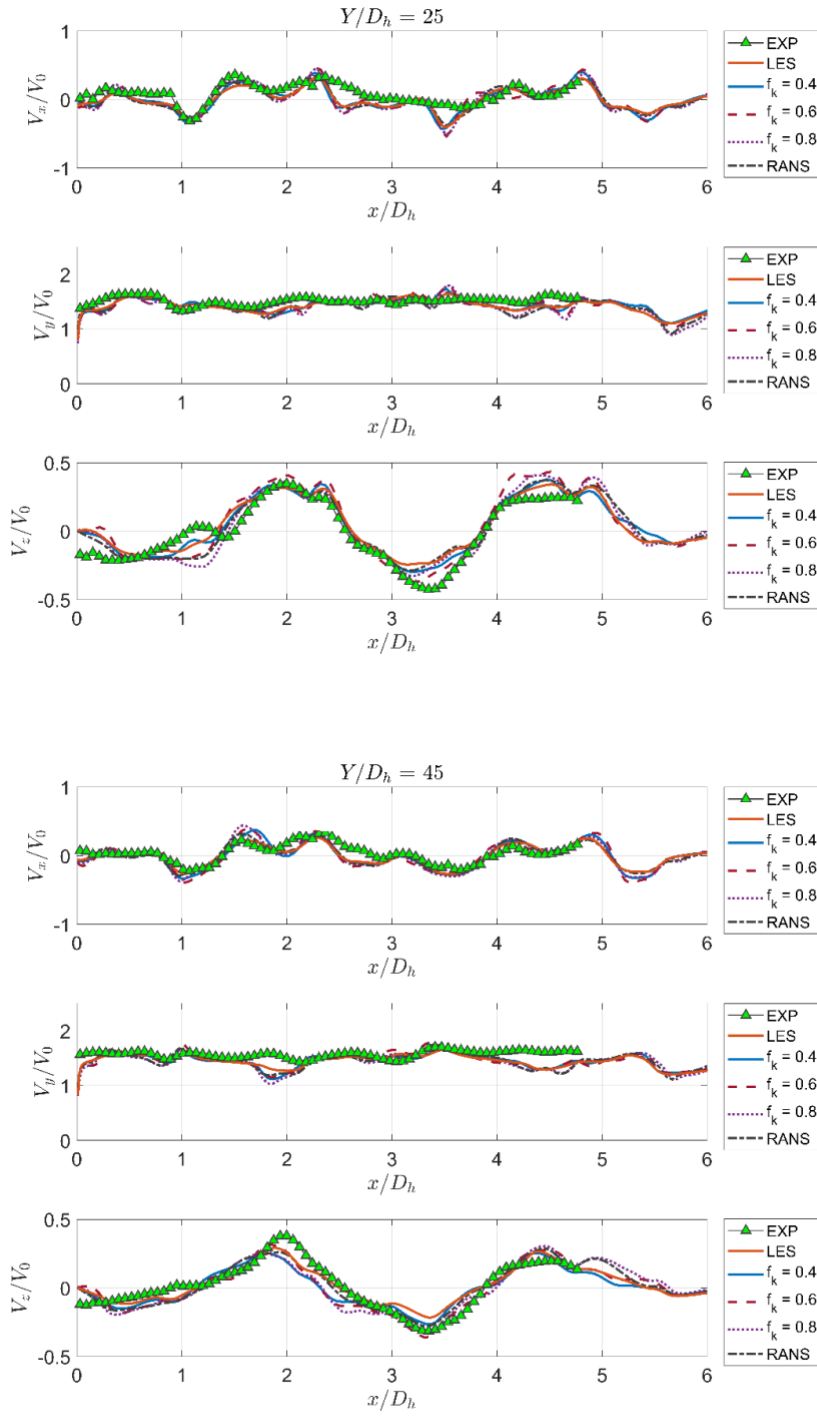 Y/D_h = 25
V_x/V_0
1
0
-1
0 1 2 3 4 5 6
x/D_h
EXP
LES
f_k = 0.4
f_k = 0.6
f_k = 0.8
RANS
V_y/V_0
2
1
0
0 1 2 3 4 5 6
x/D_h
EXP
LES
f_k = 0.4
f_k = 0.6
f_k = 0.8
RANS
V_z/V_0
0.5
0
-0.5
0 1 2 3 4 5 6
x/D_h
EXP
LES
f_k = 0.4
f_k = 0.6
f_k = 0.8
RANS
Y/D_h = 45
V_x/V_0
1
0
-1
0 1 2 3 4 5 6
x/D_h
EXP
LES
f_k = 0.4
f_k = 0.6
f_k = 0.8
RANS
V_y/V_0
2
1
0
0 1 2 3 4 5 6
x/D_h
EXP
LES
f_k = 0.4
f_k = 0.6
f_k = 0.8
RANS
V_z/V_0
0.5
0
-0.5
0 1 2 3 4 5 6
x/D_h
EXP
LES
f_k = 0.4
f_k = 0.6
f_k = 0.8
RANS